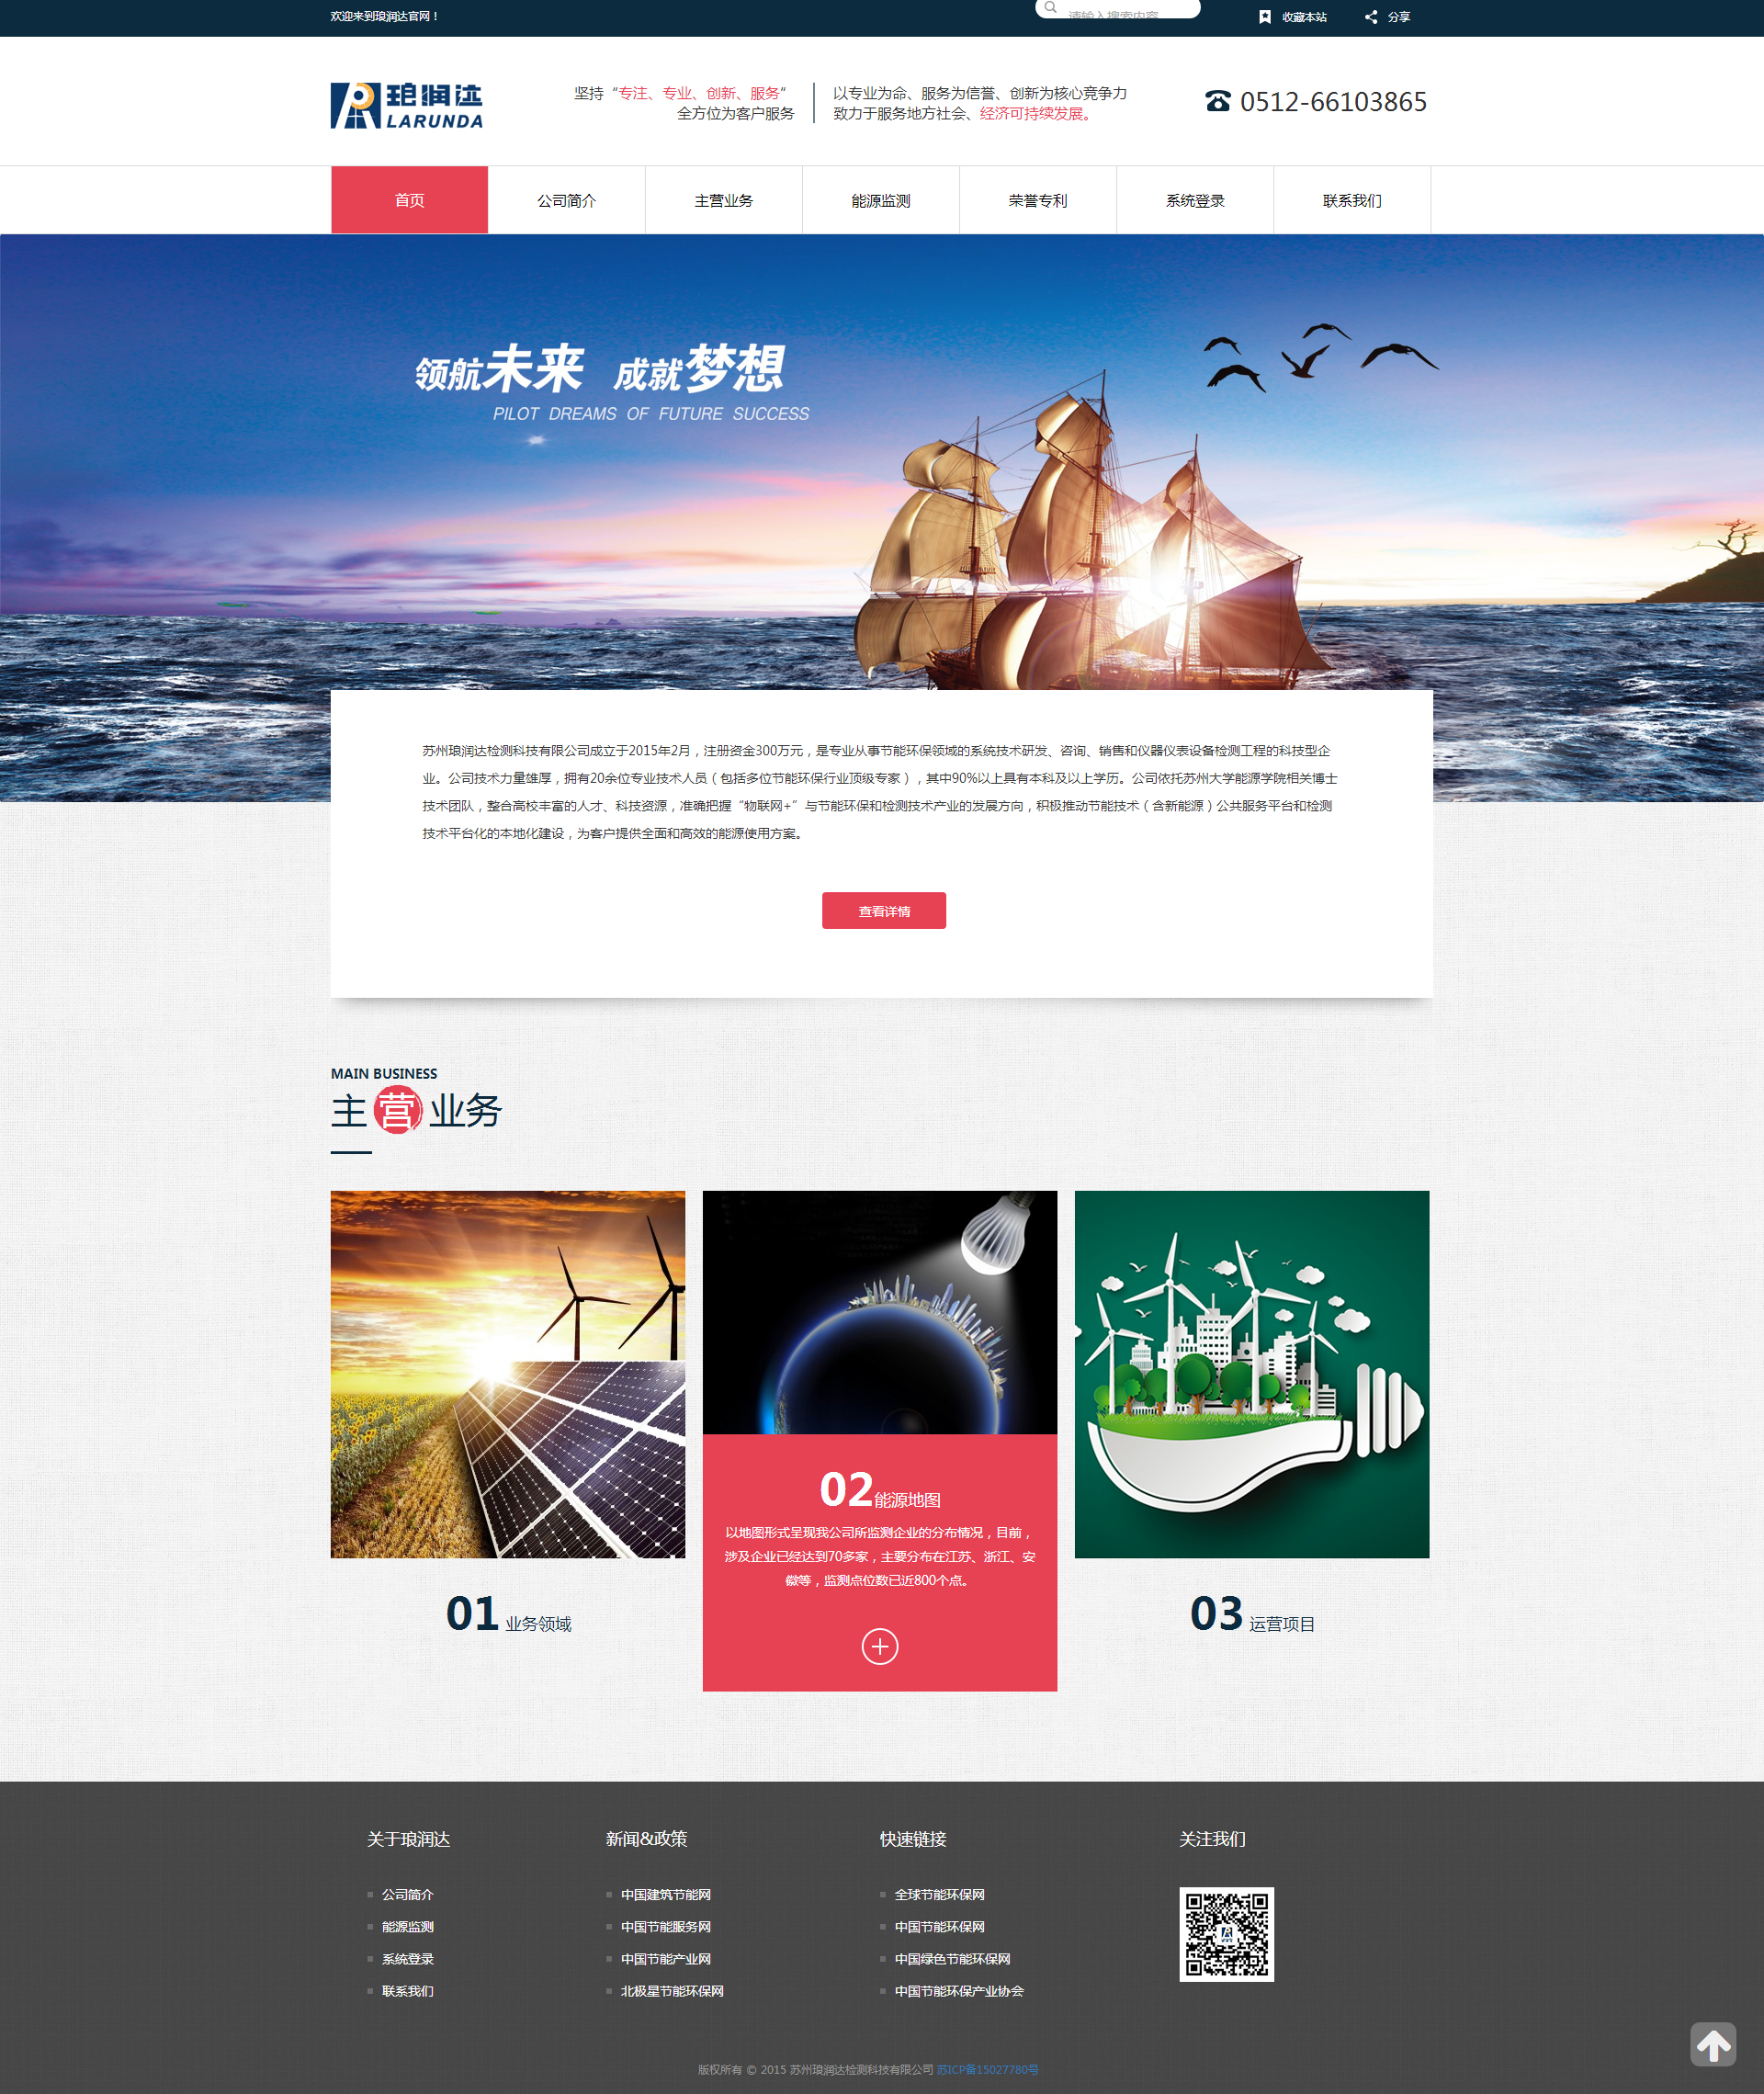 欢迎来到琅润达官网！
请输入搜索内容
收藏本站
分享
琅润达
LARUNDA
坚持“专注、专业、创新、服务”
全方位为客户服务
以专业为命、服务为信誉、创新为核心竞争力
致力于服务地方社会、经济可持续发展。
0512-66103865
首页
公司简介
主营业务
能源监测
荣誉专利
系统登录
联系我们
领航未来 成就梦想
PILOT DREAMS OF FUTURE SUCCESS
苏州琅润达检测科技有限公司成立于2015年2月，注册资金300万元，是专业从事节能环保领域的系统技术研发、咨询、销售和仪器仪表设备检测工程的科技型企
业。公司技术力量雄厚，拥有20余位专业技术人员（包括多位节能环保行业顶级专家），其中90%以上具有本科及以上学历。公司依托苏州大学能源学院相关博士
技术团队，整合高校丰富的人才、科技资源，准确把握“物联网+”与节能环保和检测技术产业的发展方向，积极推动节能技术（含新能源）公共服务平台和检测
技术平台化的本地化建设，为客户提供全面和高效的能源使用方案。
查看详情
MAIN BUSINESS
主营业务
01 业务领域
02能源地图
以地图形式呈现我公司所监测企业的分布情况，目前，
涉及企业已经达到70多家，主要分布在江苏、浙江、安
徽等，监测点位数已近800个点。
03 运营项目
关于琅润达
公司简介
能源监测
系统登录
联系我们
新闻&政策
中国建筑节能网
中国节能服务网
中国节能产业网
北极星节能环保网
快速链接
全球节能环保网
中国节能环保网
中国绿色节能环保网
中国节能环保产业协会
关注我们
版权所有 © 2015 苏州琅润达检测科技有限公司 苏ICP备15027780号